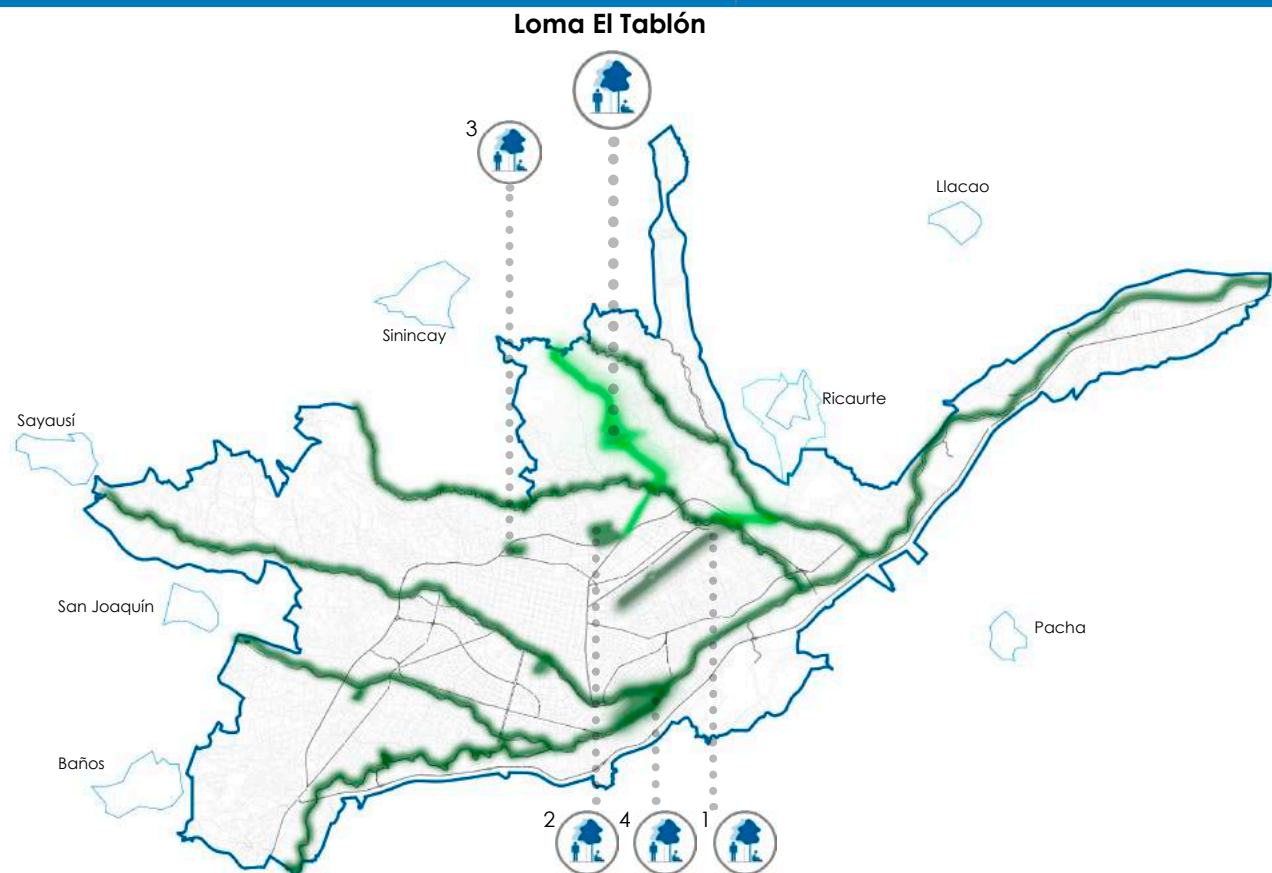 Loma El Tablón
3
Llacao
Sinincay
Ricaurte
Sayausí
San Joaquín
Pacha
Baños
2
4
1